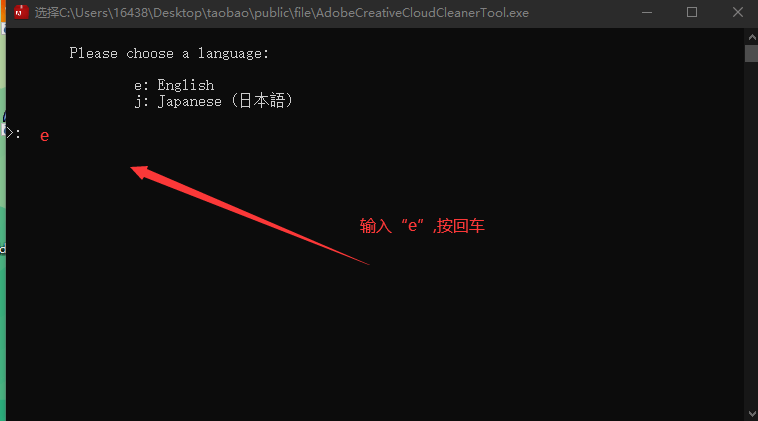 选择C:\Users\16438\Desktop\taobao\public\file\AdobeCreativeCloudCleanerTool.exe
Please choose a language:
e: English
j: Japanese (日本語)
>: e
输入“e”,按回车